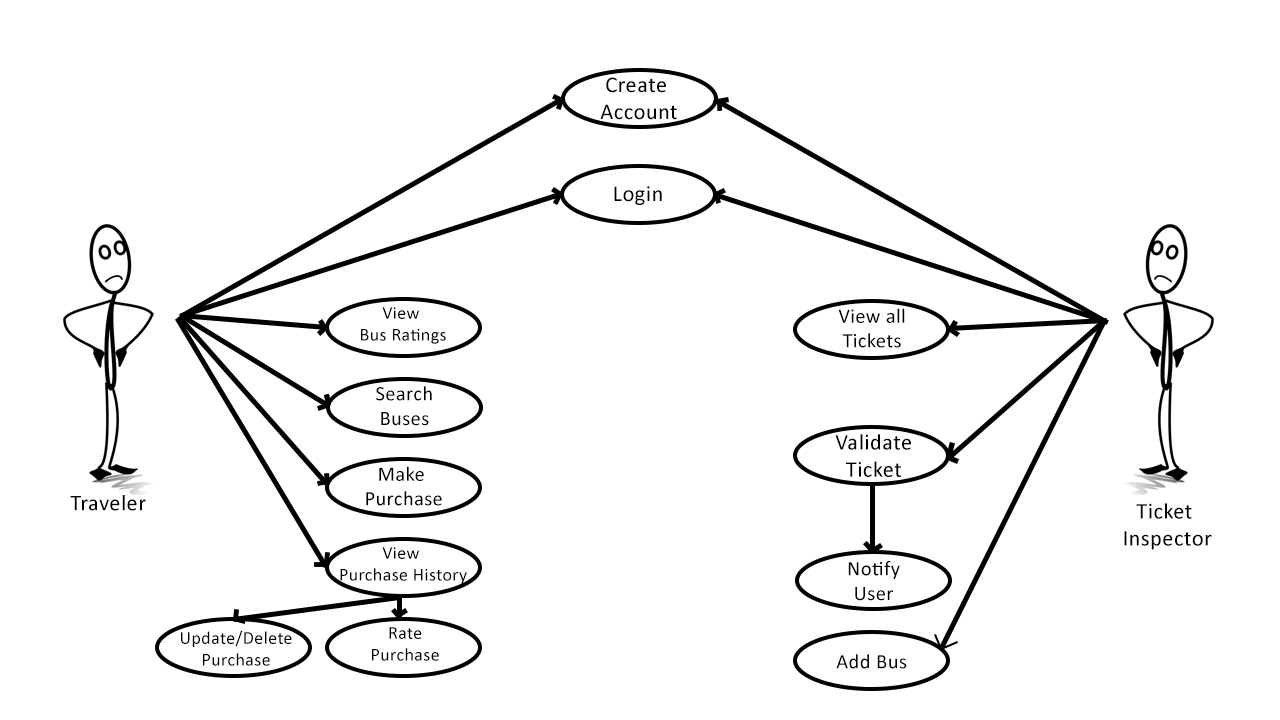 Create
Account
Login
View
Bus Ratings
Search
Buses
Make
Purchase
View
Purchase History
Update/Delete
Purchase
Rate
Purchase
Traveler
View all
Tickets
Validate
Ticket
Notify
User
Add Bus
Ticket
Inspector